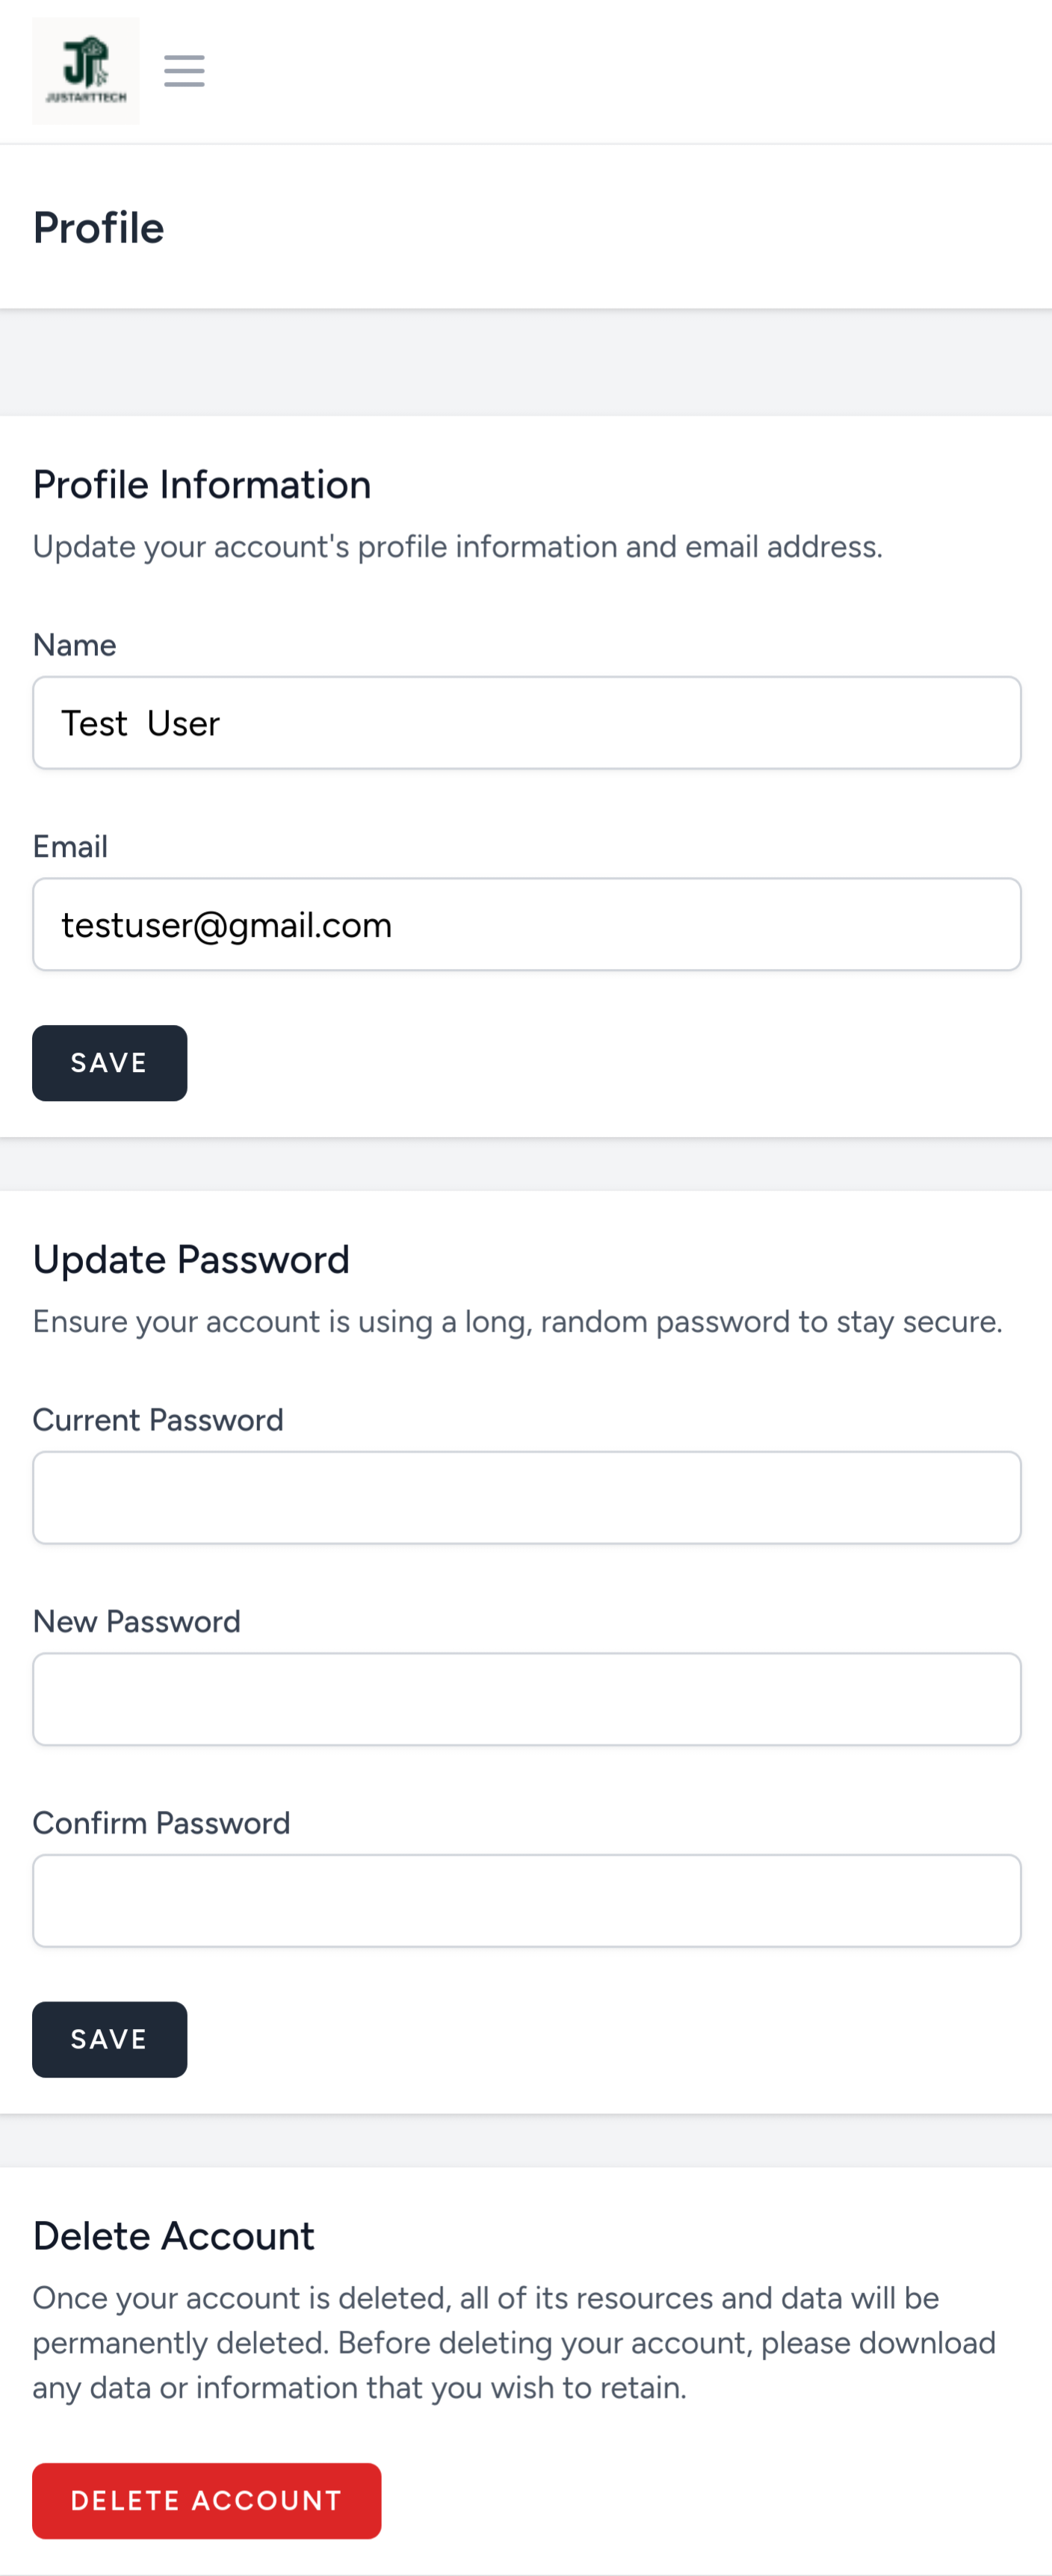 JUSTARTTECH
Profile
Profile Information
Update your account's profile information and email address.
Name
Test  User
Email
testuser@gmail.com
SAVE
Update Password
Ensure your account is using a long, random password to stay secure.
Current Password
New Password
Confirm Password
SAVE
Delete Account
Once your account is deleted, all of its resources and data will be
permanently deleted. Before deleting your account, please download
any data or information that you wish to retain.
DELETE ACCOUNT